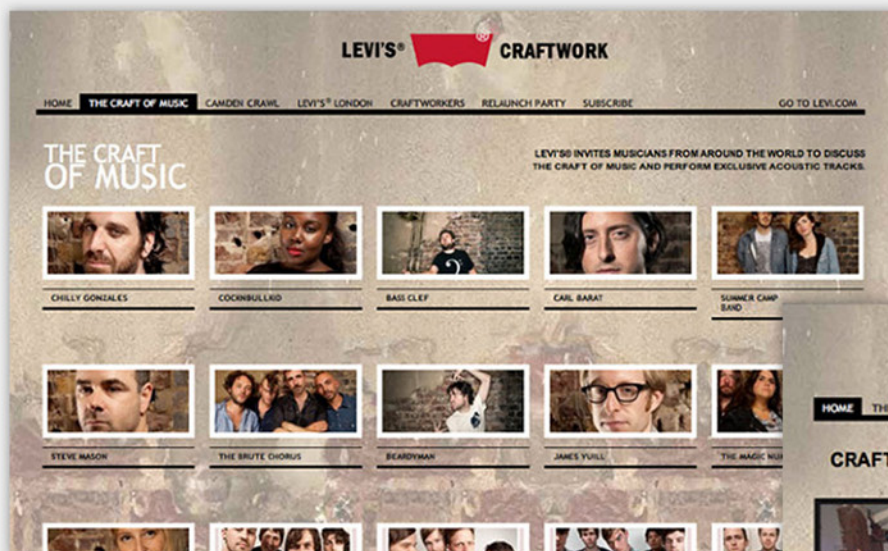 LEVI'S® CRAFTWORK
HOME THE CRAFT OF MUSIC CAMDEN CRAWL LEVI'S® LONDON CRAFTWORKERS RELAUNCH PARTY SUBSCRIBE GO TO LEVI.COM
THE CRAFT
OF MUSIC
LEVI'S® INVITES MUSICIANS FROM AROUND THE WORLD TO DISCUSS
THE CRAFT OF MUSIC AND PERFORM EXCLUSIVE ACOUSTIC TRACKS.
CHILLY GONZALES
COCKNBULLKID
BASS CLEF
CARL BARAT
SUMMER CAMP
BAND
STEVE MASON
THE BRUTE CHORUS
BEARDYMAN
JAMES YUILL
THE MAGIC
HOME TH
CRAFT